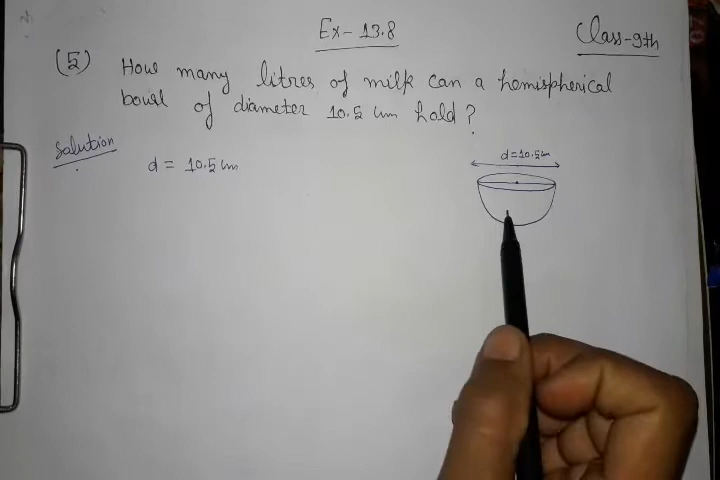 Ex- 13.8
Class-9th
(5) How many litres of milk can a hemispherical
bowl of diameter 10.5 cm hold?
Solution
d = 10.5 cm
d=10.5cm